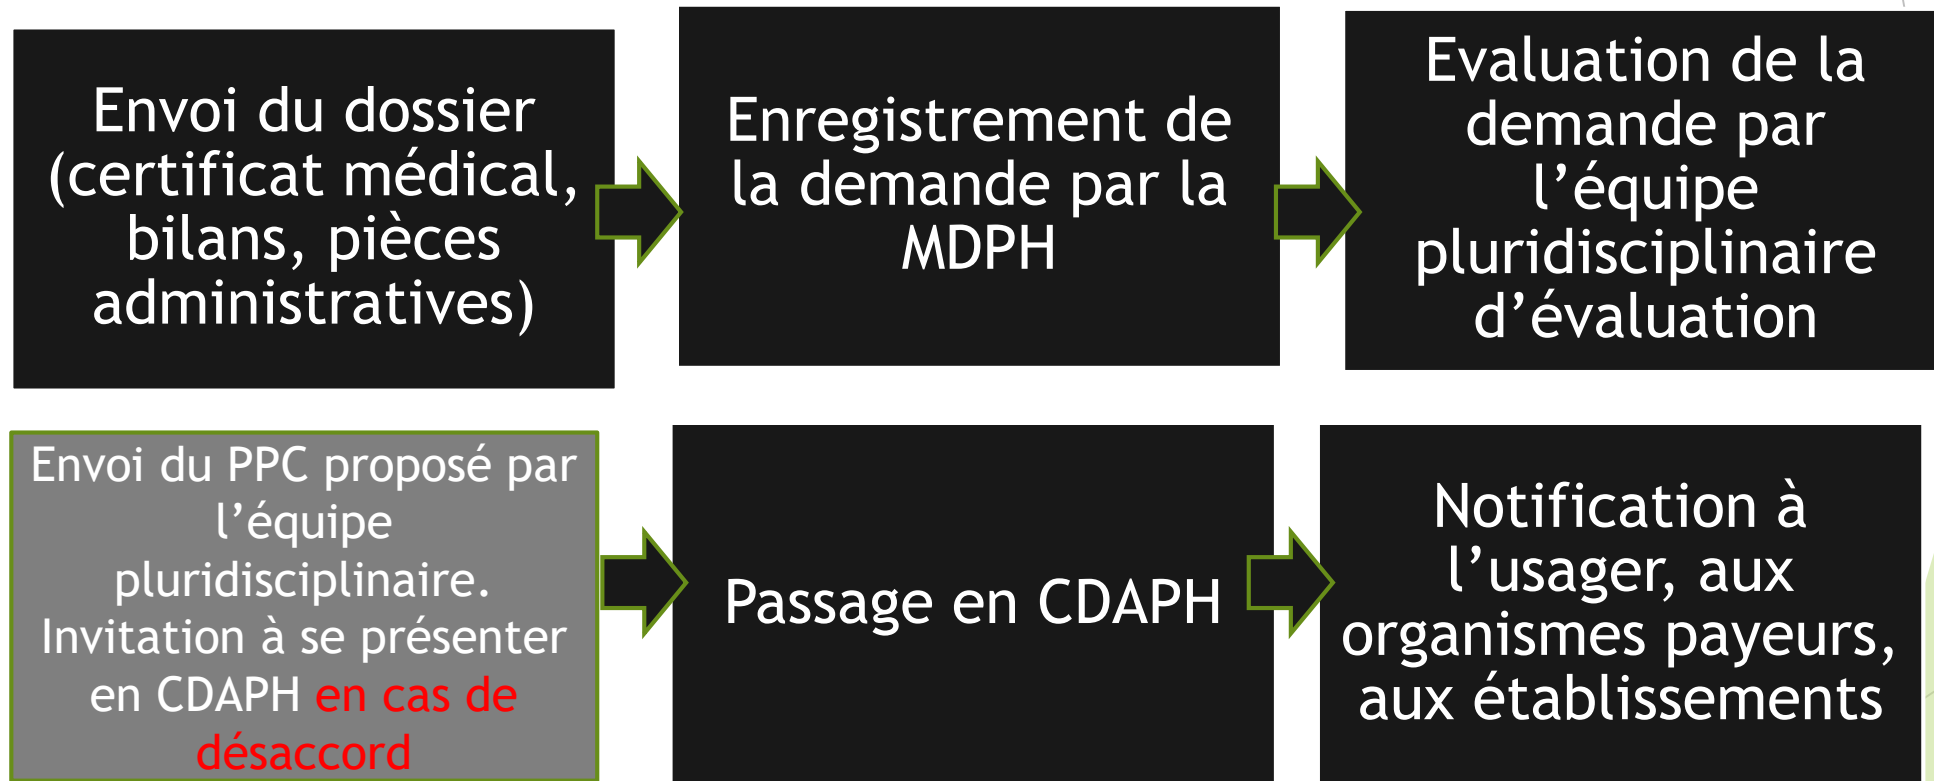 Envoi du dossier
(certificat médical,
bilans, pièces
administratives)
Enregistrement de
la demande par la
MDPH
Evaluation de la
demande par
l’équipe
pluridisciplinaire
d’évaluation
Envoi du PPC proposé par
l’équipe
pluridisciplinaire.
Invitation à se présenter
en CDAPH en cas de
désaccord
Passage en CDAPH
Notification à
l’usager, aux
organismes payeurs,
aux établissements